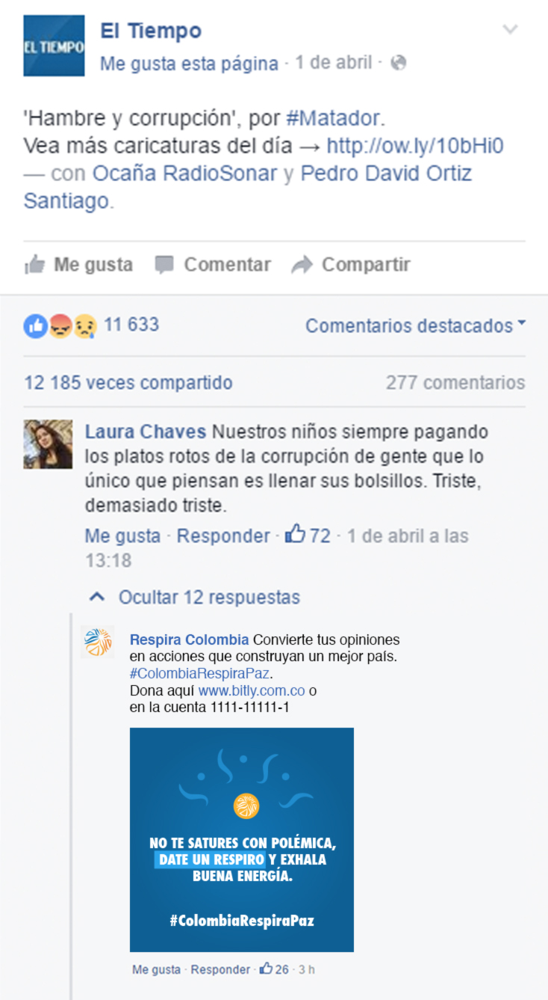 EL TIEMPO
El Tiempo
Me gusta esta página · 1 de abril ·
'Hambre y corrupción', por #Matador.
Vea más caricaturas del día → http://ow.ly/10bHi0
— con Ocaña RadioSonar y Pedro David Ortiz
Santiago.
Me gusta Comentar Compartir
11 633 Comentarios destacados
12 185 veces compartido 277 comentarios
Laura Chaves Nuestros niños siempre pagando
los platos rotos de la corrupción de gente que lo
único que piensan es llenar sus bolsillos. Triste,
demasiado triste.
Me gusta · Responder · 72 · 1 de abril a las
13:18
Ocultar 12 respuestas
Respira Colombia Convierte tus opiniones
en acciones que construyan un mejor país.
#ColombiaRespiraPaz.
Dona aquí www.bitly.com.co o
en la cuenta 1111-11111-1
NO TE SATURES CON POLÉMICA,
DATE UN RESPIRO Y EXHALA
BUENA ENERGÍA.
#ColombiaRespiraPaz
Me gusta · Responder · 26 · 3 h